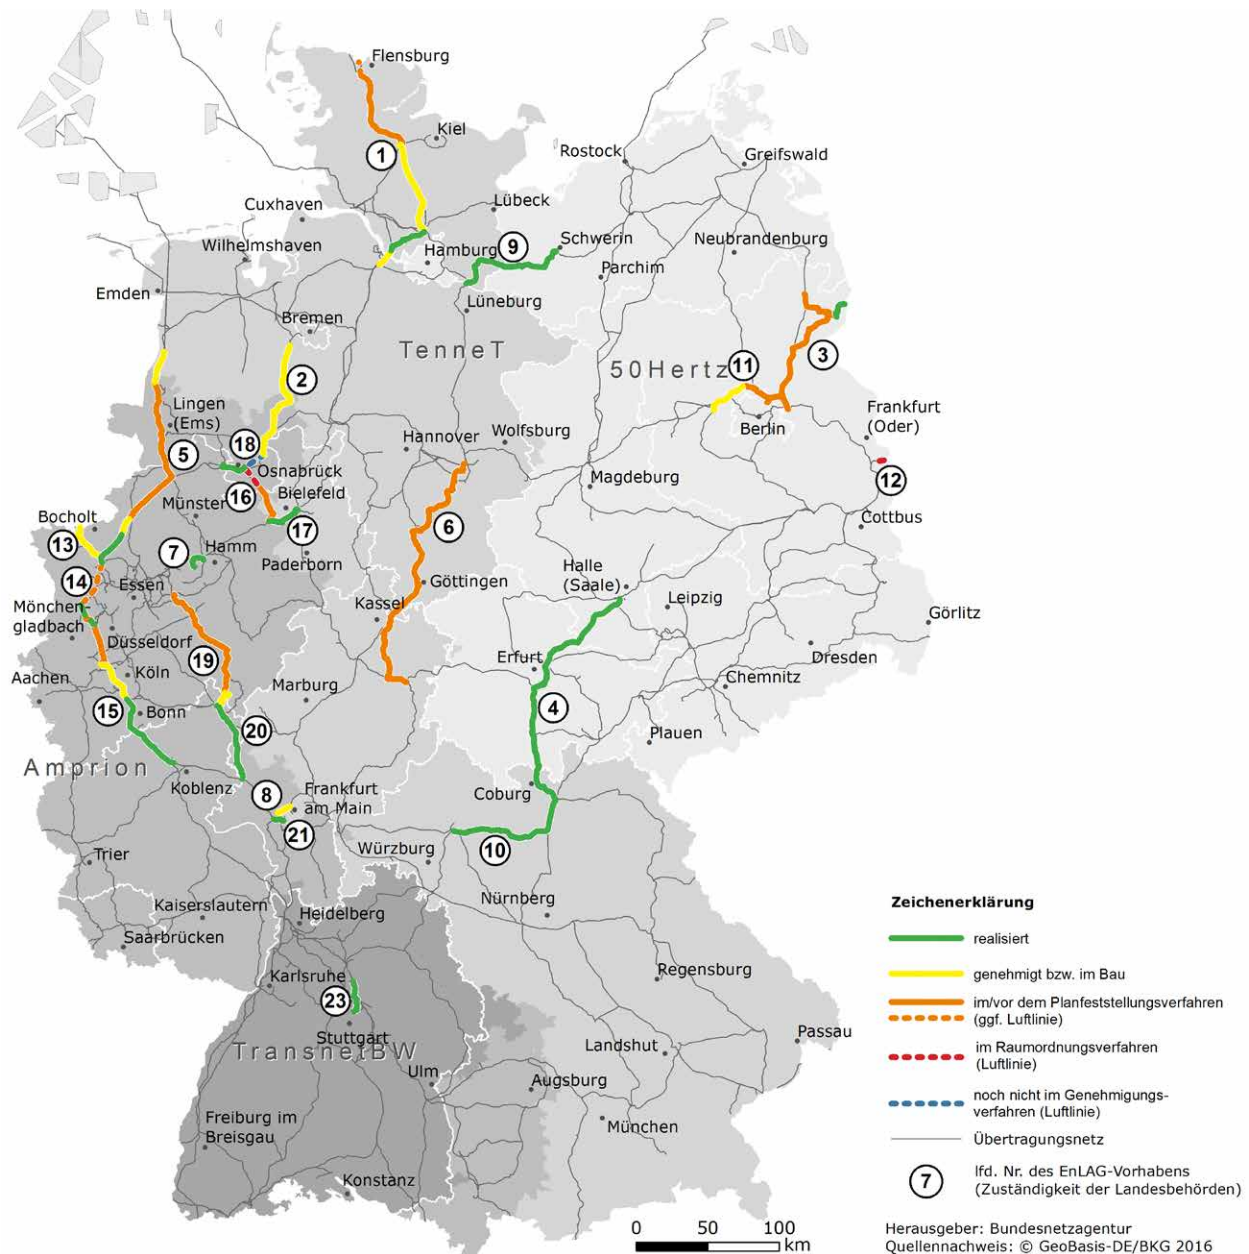 Flensburg
Kiel
1
Rostock
Greifswald
Cuxhaven
Lübeck
Wilhelmshaven
Hamburg
9
Schwerin
Neubrandenburg
Parchim
Emden
Lüneburg
Bremen
TenneT
3
2
50Hertz
11
Lingen
(Ems)
18
Hannover
Wolfsburg
Berlin
Frankfurt
(Oder)
5
Osnabrück
12
16
Bielefeld
Magdeburg
Münster
Bocholt
17
6
Cottbus
13
7
Hamm
Paderborn
14
Essen
Göttingen
Halle
(Saale)
Mönchen-
gladbach
Kassel
Leipzig
Görlitz
Düsseldorf
19
Erfurt
Dresden
Köln
Aachen
Marburg
Chemnitz
15
Bonn
4
20
Plauen
Amprion
Koblenz
8
Frankfurt
am Main
Coburg
21
10
Trier
Würzburg
Kaiserslautern
Nürnberg
Heidelberg
Saarbrücken
Karlsruhe
Regensburg
23
Stuttgart
Passau
TransnetBW
Landshut
Ulm
Augsburg
Freiburg im
Breisgau
München
Konstanz
Zeichenerklärung
realisiert
genehmigt bzw. im Bau
im/vor dem Planfeststellungsverfahren
(ggf. Luftlinie)
im Raumordnungsverfahren
(Luftlinie)
noch nicht im Genehmigungs-
verfahren (Luftlinie)
Übertragungsnetz
7
lfd. Nr. des EnLAG-Vorhabens
(Zuständigkeit der Landesbehörden)
0 50 100
km
Herausgeber: Bundesnetzagentur
Quellennachweis: © GeoBasis-DE/BKG 2016